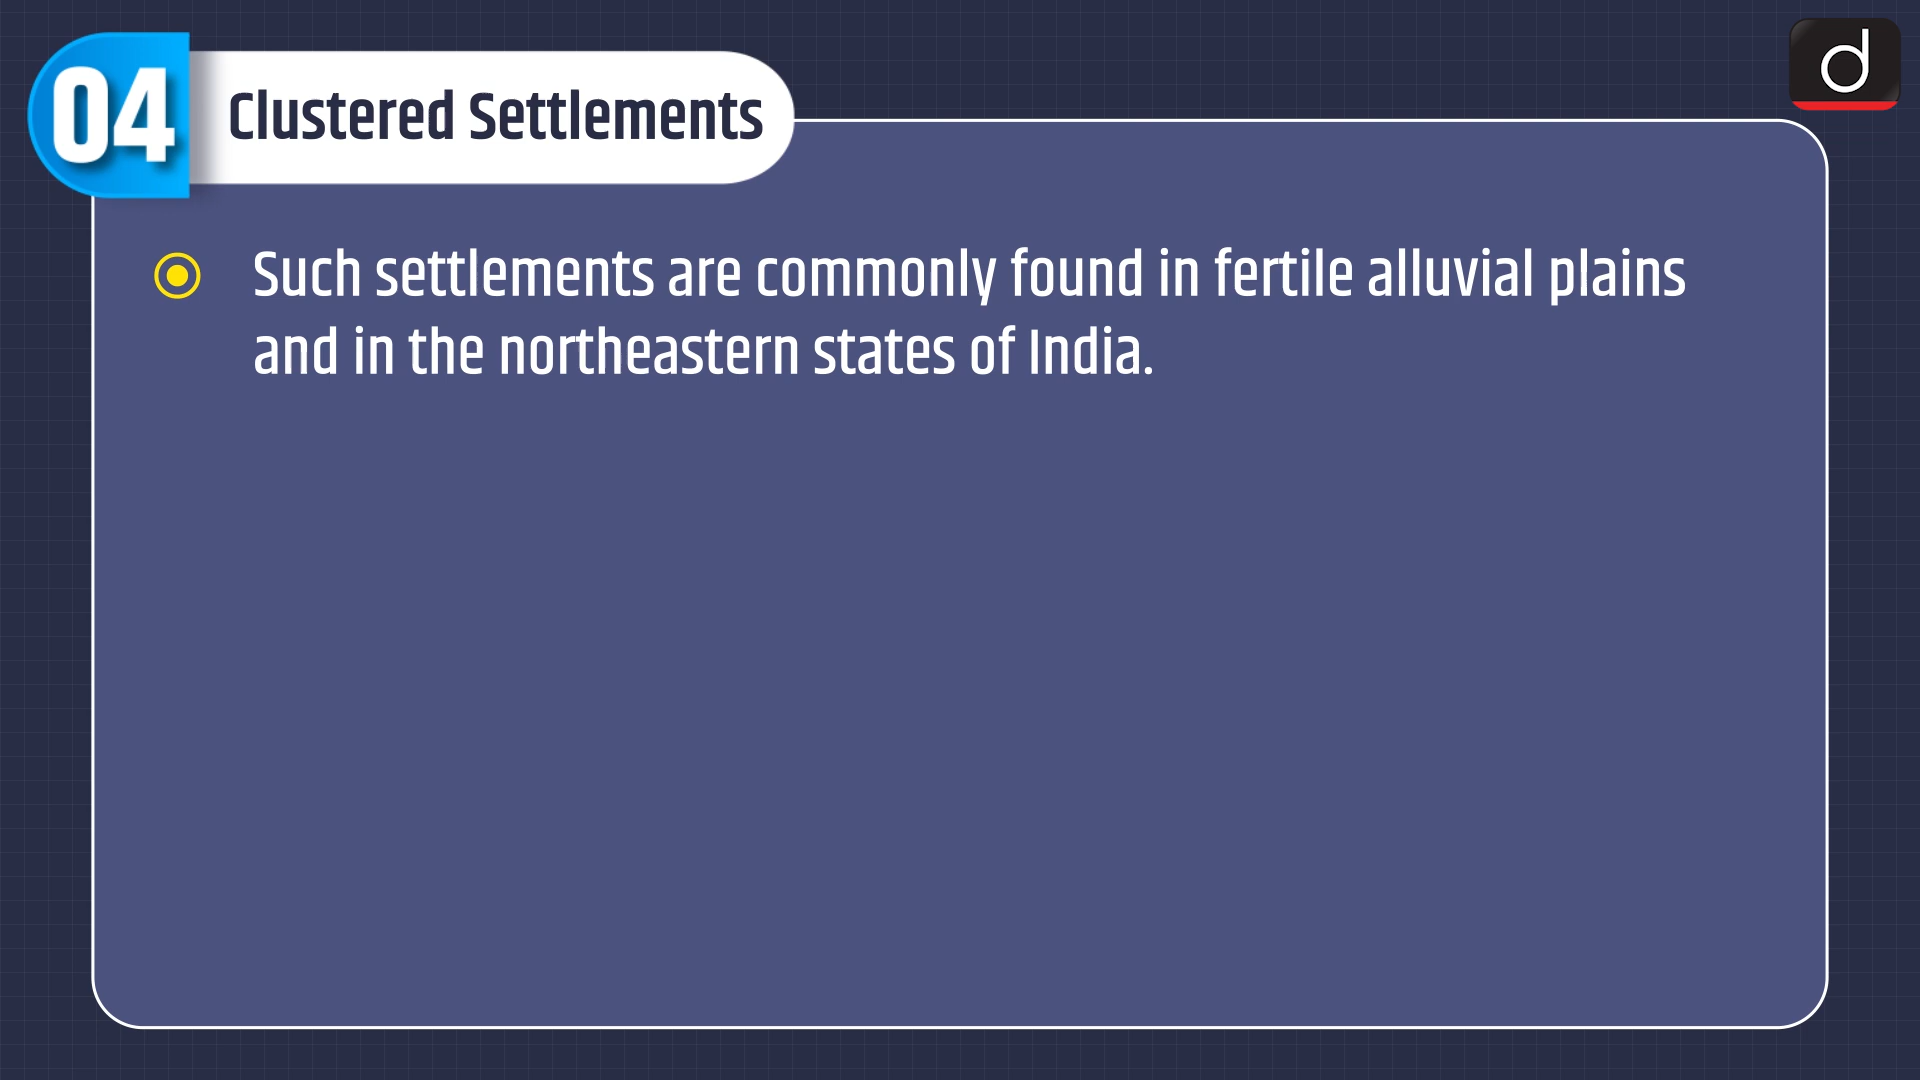 04
Clustered Settlements
d
Such settlements are commonly found in fertile alluvial plains
and in the northeastern states of India.